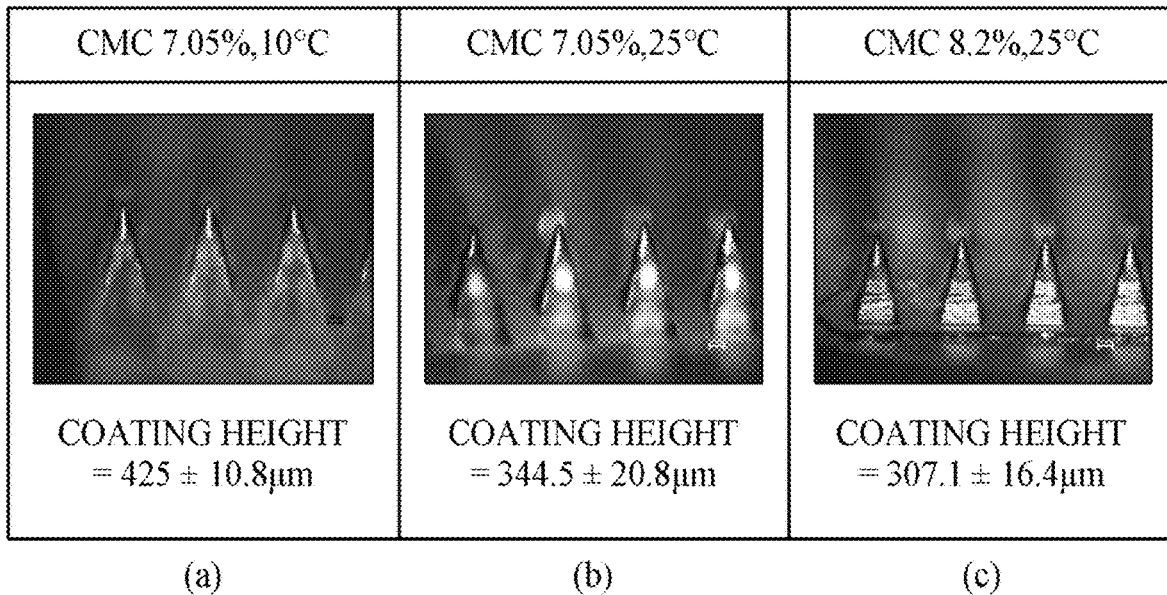 CMC 7.05%,10°C
CMC 7.05%,25°C
CMC 8.2%,25°C
COATING HEIGHT
= 425 ± 10.8μm
COATING HEIGHT
= 344.5 ± 20.8μm
COATING HEIGHT
= 307.1 ± 16.4μm
(a)
(b)
(c)